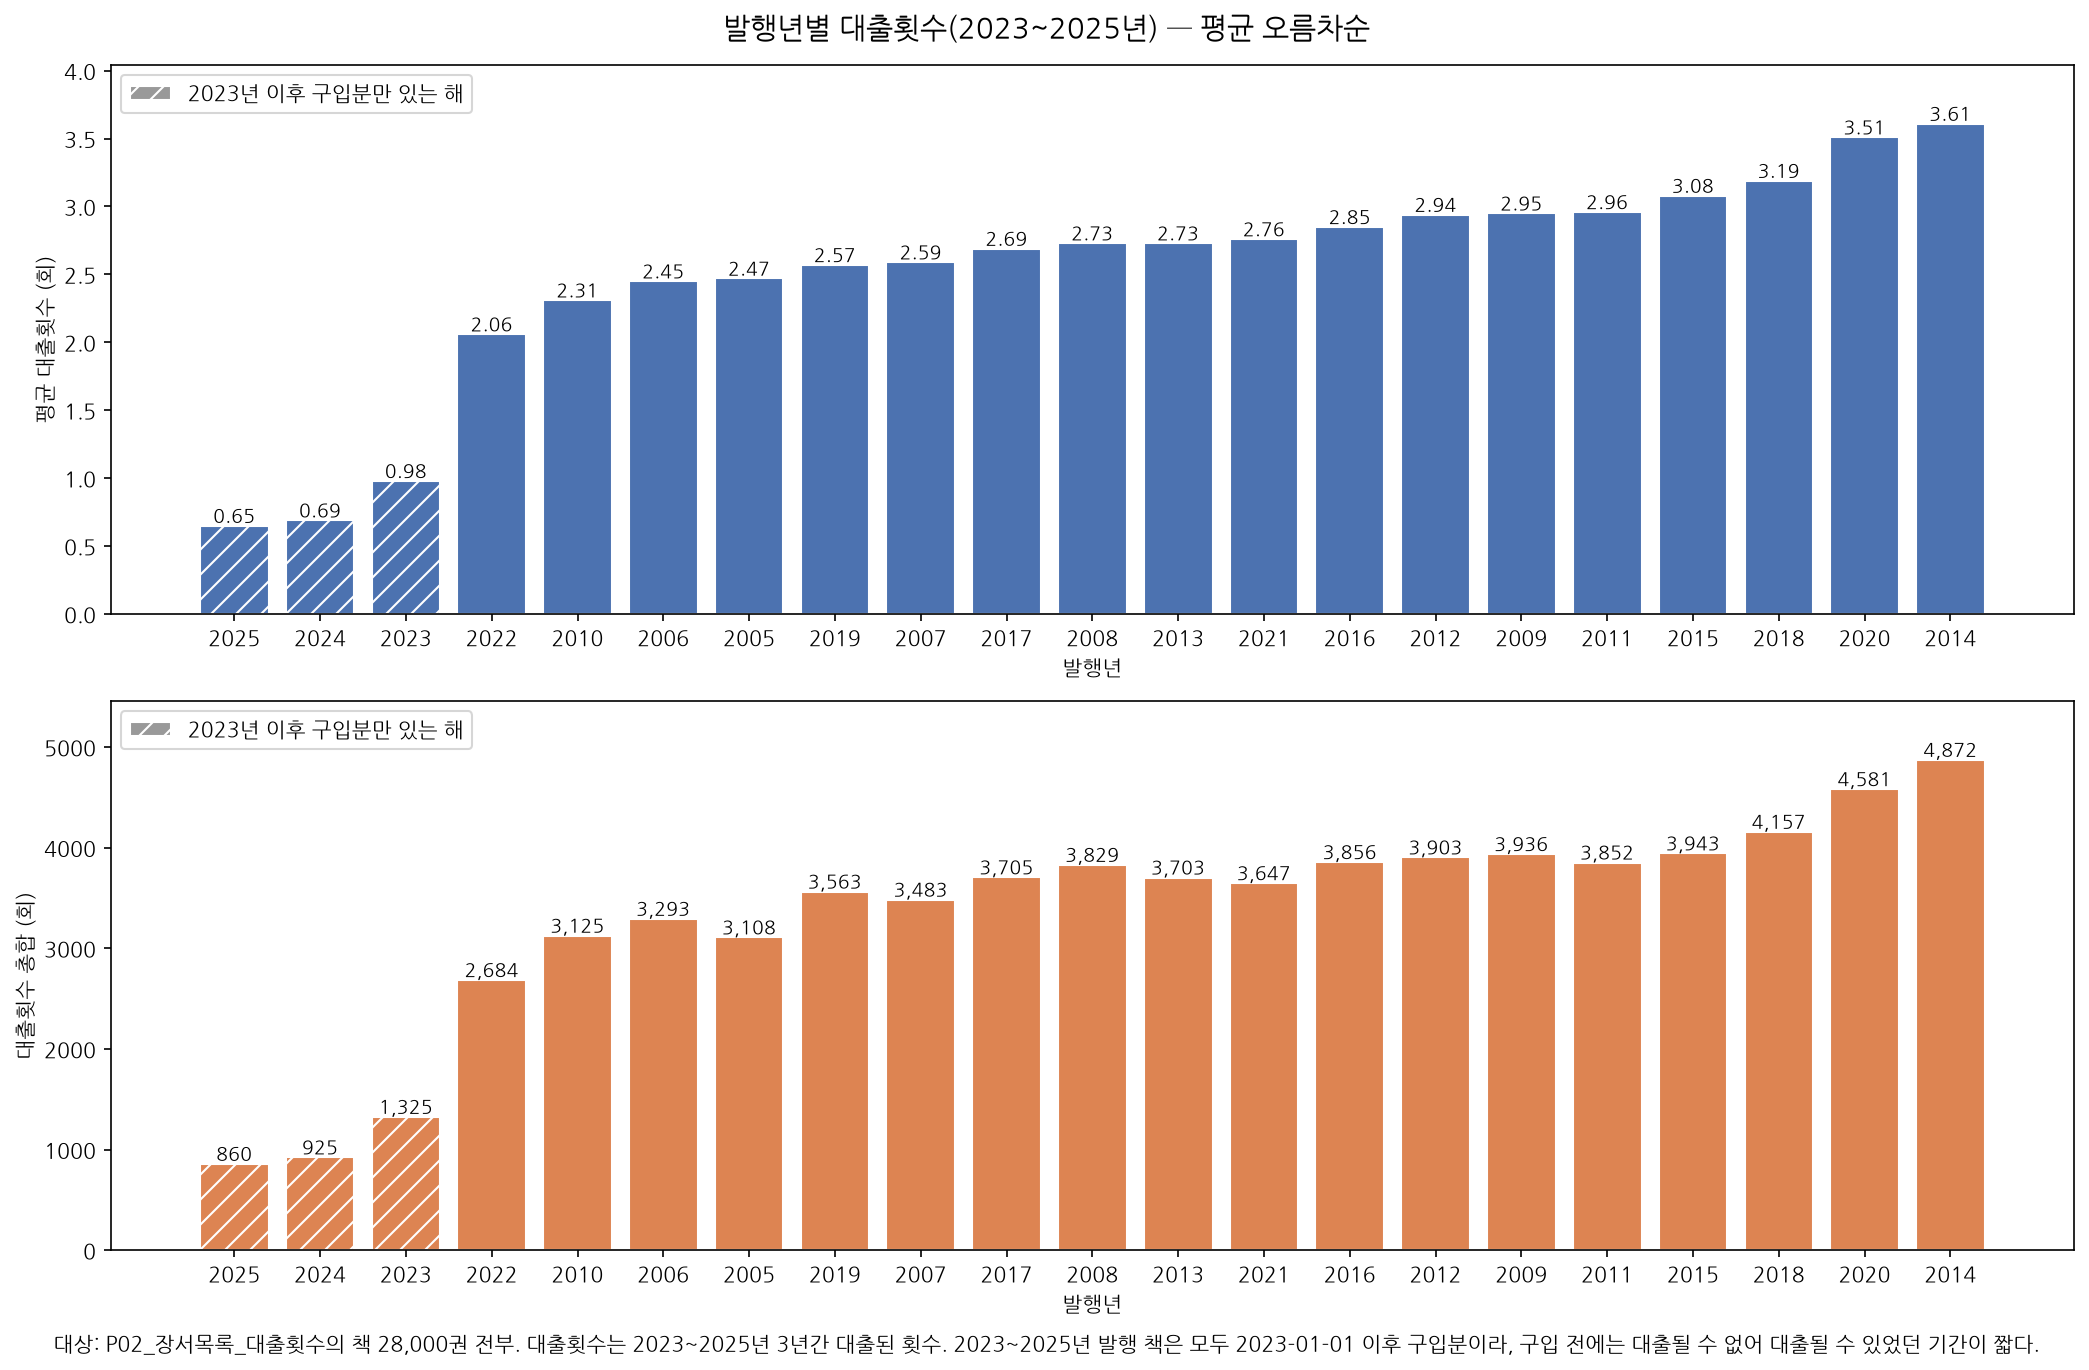 발행년별 대출횟수(2023~2025년) — 평균 오름차순
4.0
3.5
3.0
2.5
2.0
1.5
1.0
0.5
0.0
평균 대출횟수 (회)
2023년 이후 구입분만 있는 해
0.65 0.69 0.98 2.06 2.31 2.45 2.47 2.57 2.59 2.69 2.73 2.73 2.76 2.85 2.94 2.95 2.96 3.08 3.19 3.51 3.61
2025 2024 2023 2022 2010 2006 2005 2019 2007 2017 2008 2013 2021 2016 2012 2009 2011 2015 2018 2020 2014
발행년
5000
4000
3000
2000
1000
0
대출횟수 총합 (회)
2023년 이후 구입분만 있는 해
860 925 1,325 2,684 3,125 3,293 3,108 3,563 3,483 3,705 3,829 3,703 3,647 3,856 3,903 3,936 3,852 3,943 4,157 4,581 4,872
2025 2024 2023 2022 2010 2006 2005 2019 2007 2017 2008 2013 2021 2016 2012 2009 2011 2015 2018 2020 2014
발행년
대상: P02_장서목록_대출횟수의 책 28,000권 전부. 대출횟수는 2023~2025년 3년간 대출된 횟수. 2023~2025년 발행 책은 모두 2023-01-01 이후 구입분이라, 구입 전에는 대출될 수 없어 대출될 수 있었던 기간이 짧다.